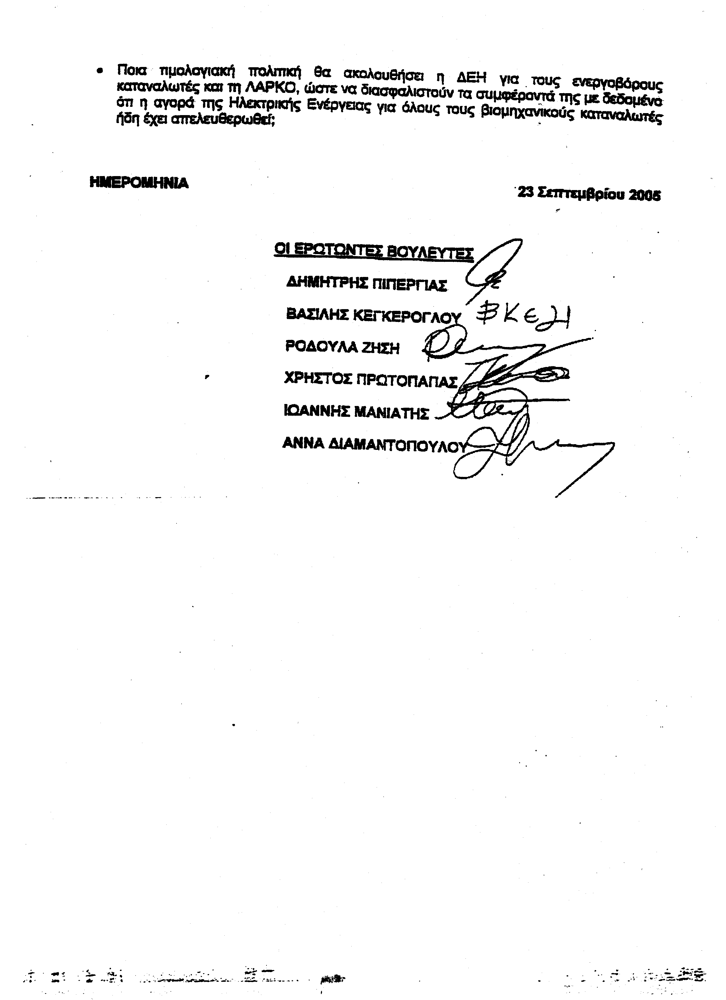 • Ποια τιμολογιακή πολιτική θα ακολουθήσει η ΔΕΗ για τους ενεργοβόρους
καταναλωτές και τη ΛΑΡΚΟ, ώστε να διασφαλιστούν τα συμφέροντά της με δεδομένο
ότι η αγορά της Ηλεκτρικής Ενέργειας για όλους τους βιομηχανικούς καταναλωτές
ήδη έχει απελευθερωθεί;
ΗΜΕΡΟΜΗΝΙΑ
23 Σεπτεμβρίου 2005
ΟΙ ΕΡΩΤΩΝΤΕΣ ΒΟΥΛΕΥΤΕΣ
ΔΗΜΗΤΡΗΣ ΠΙΠΕΡΓΙΑΣ
ΒΑΣΙΛΗΣ ΚΕΓΚΕΡΟΓΛΟΥ
ΡΟΔΟΥΛΑ ΖΗΣΗ
ΧΡΗΣΤΟΣ ΠΡΩΤΟΠΑΠΑΣ
ΙΩΑΝΝΗΣ ΜΑΝΙΑΤΗΣ
ΑΝΝΑ ΔΙΑΜΑΝΤΟΠΟΥΛΟΥ